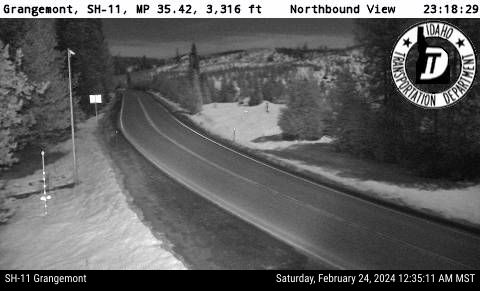 Grangemont, SH-11, MP 35.42, 3,316 ft Northbound View 23:18:29
IDAHO
TRANSPORTATION DEPARTMENT
SH-11 Grangemont Saturday, February 24, 2024 12:35:11 AM MST